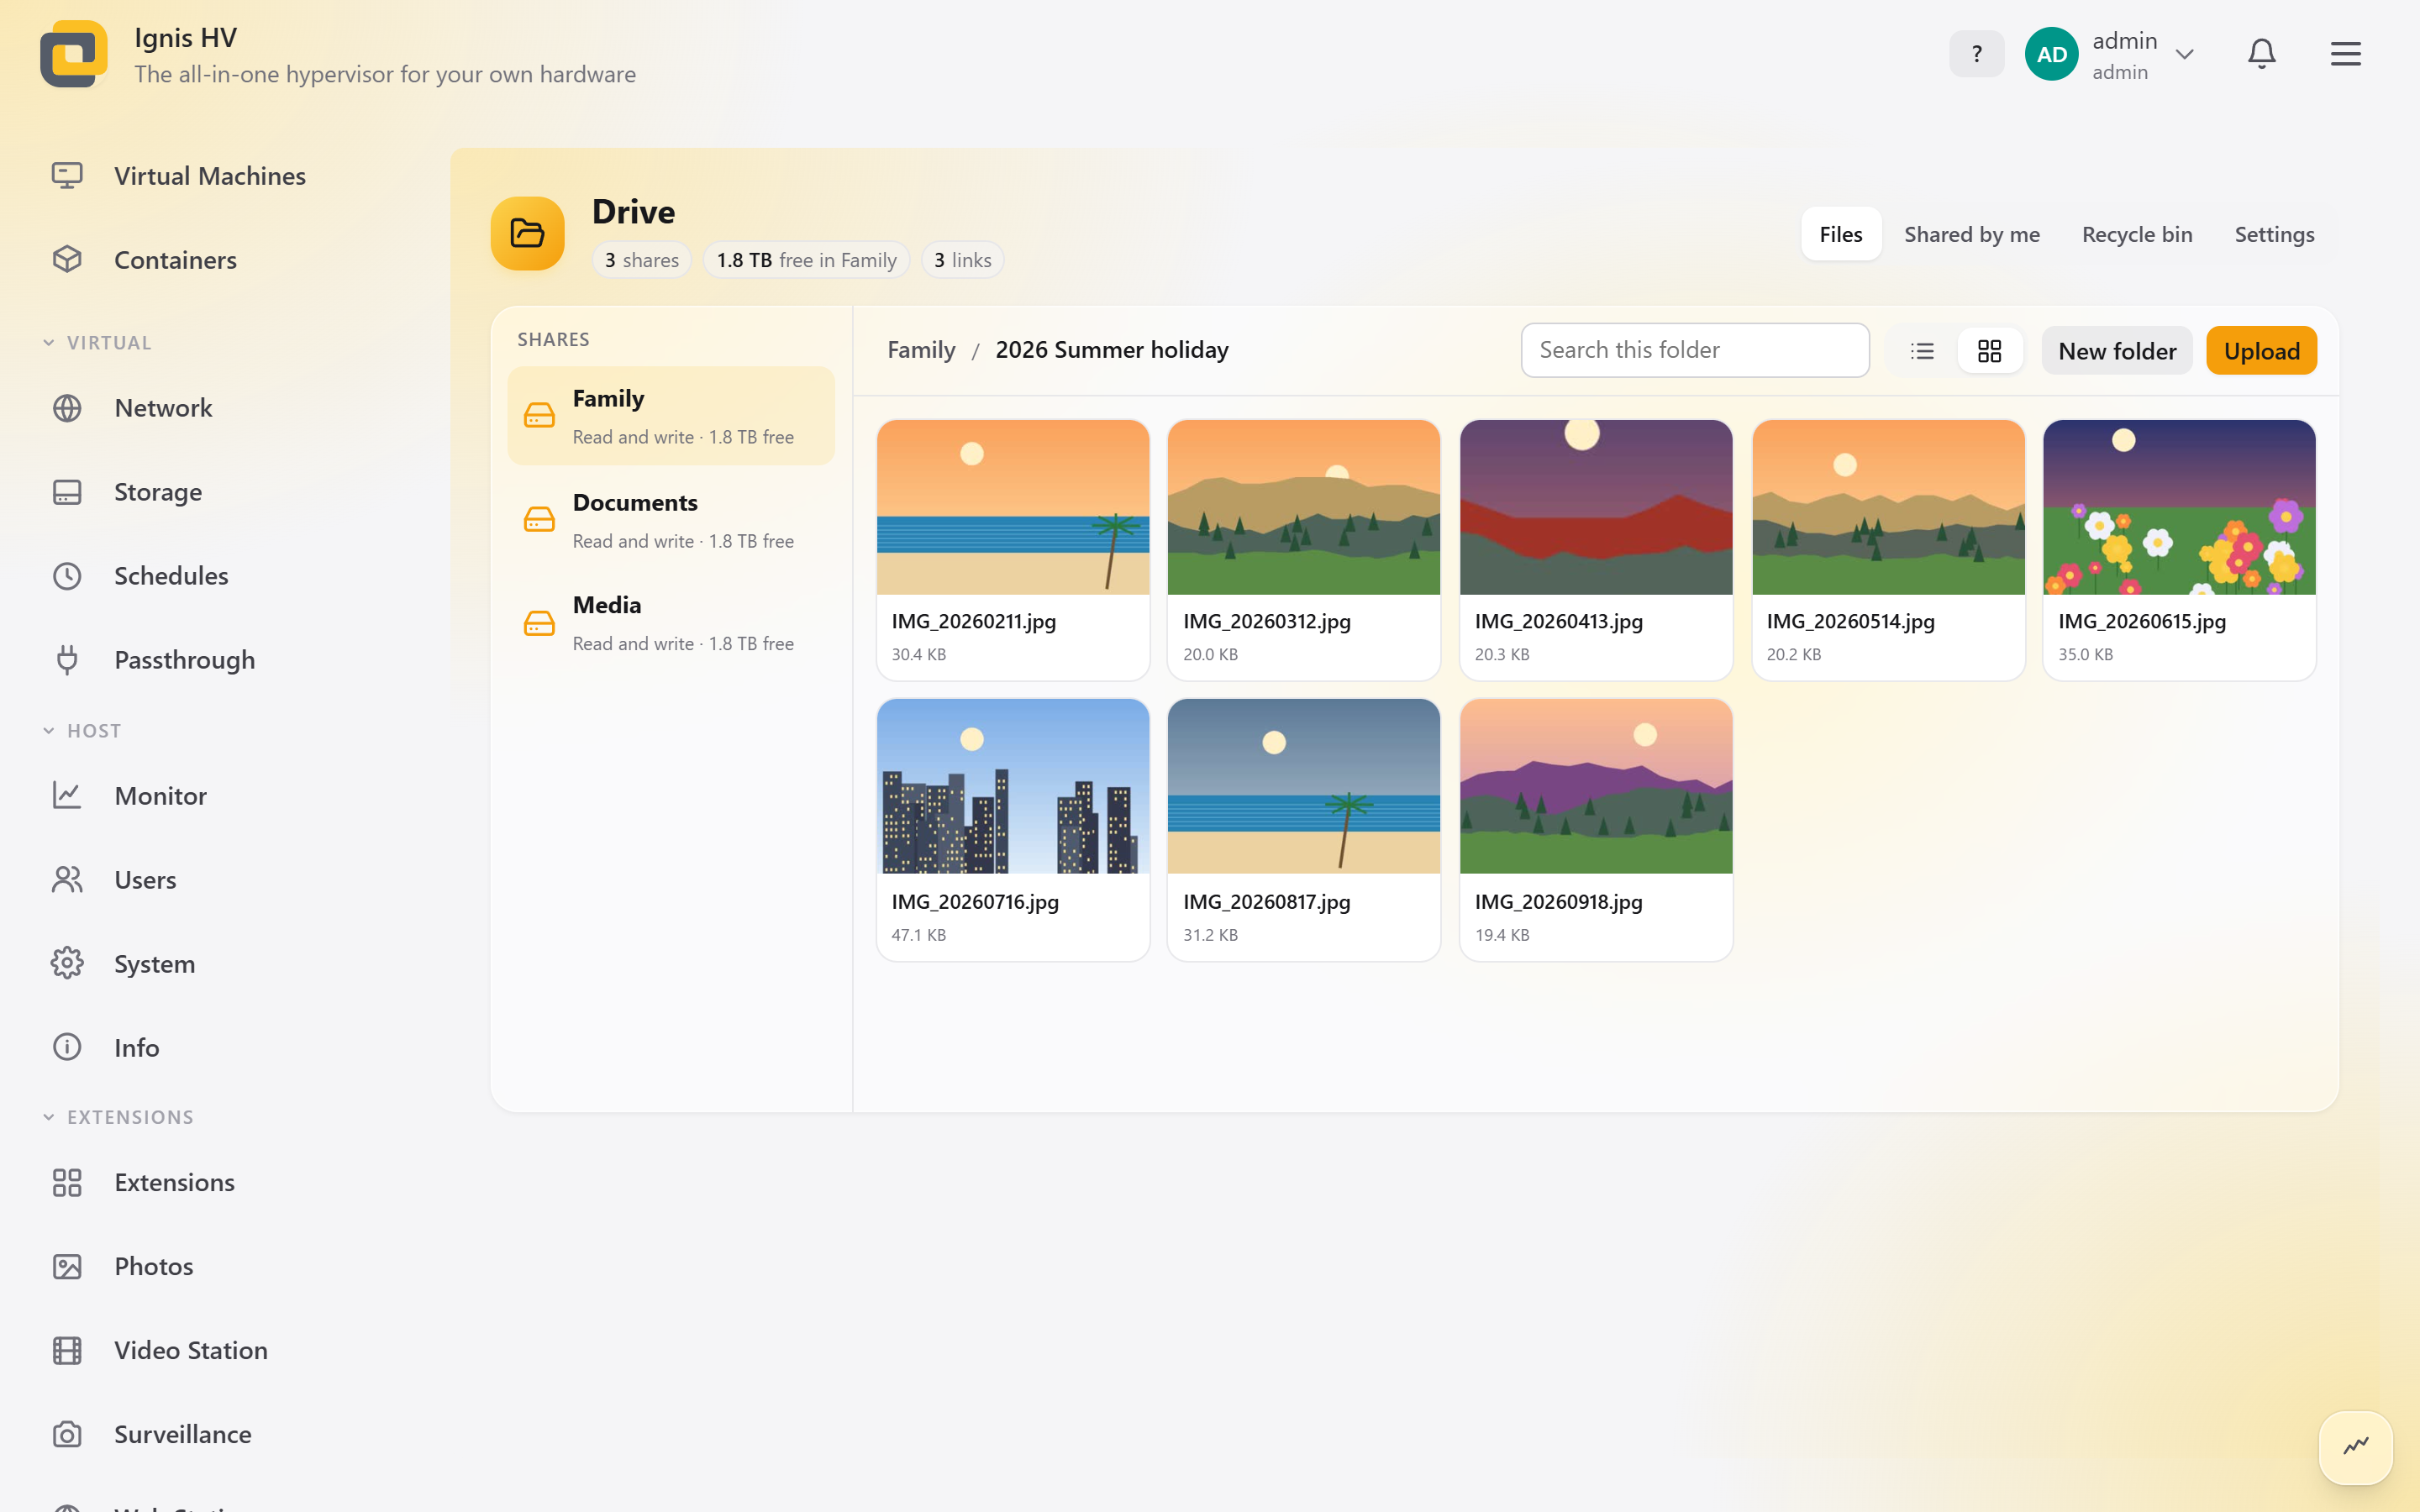 Ignis HV
The all-in-one hypervisor for your own hardware
?
AD
admin
admin
Virtual Machines
Containers
VIRTUAL
Network
Storage
Schedules
Passthrough
HOST
Monitor
Users
System
Info
EXTENSIONS
Extensions
Photos
Video Station
Surveillance
Drive
3 shares
1.8 TB free in Family
3 links
Files
Shared by me
Recycle bin
Settings
SHARES
Family
Read and write · 1.8 TB free
Documents
Read and write · 1.8 TB free
Media
Read and write · 1.8 TB free
Family / 2026 Summer holiday
Search this folder
New folder
Upload
IMG_20260211.jpg
30.4 KB
IMG_20260312.jpg
20.0 KB
IMG_20260413.jpg
20.3 KB
IMG_20260514.jpg
20.2 KB
IMG_20260615.jpg
35.0 KB
IMG_20260716.jpg
47.1 KB
IMG_20260817.jpg
31.2 KB
IMG_20260918.jpg
19.4 KB